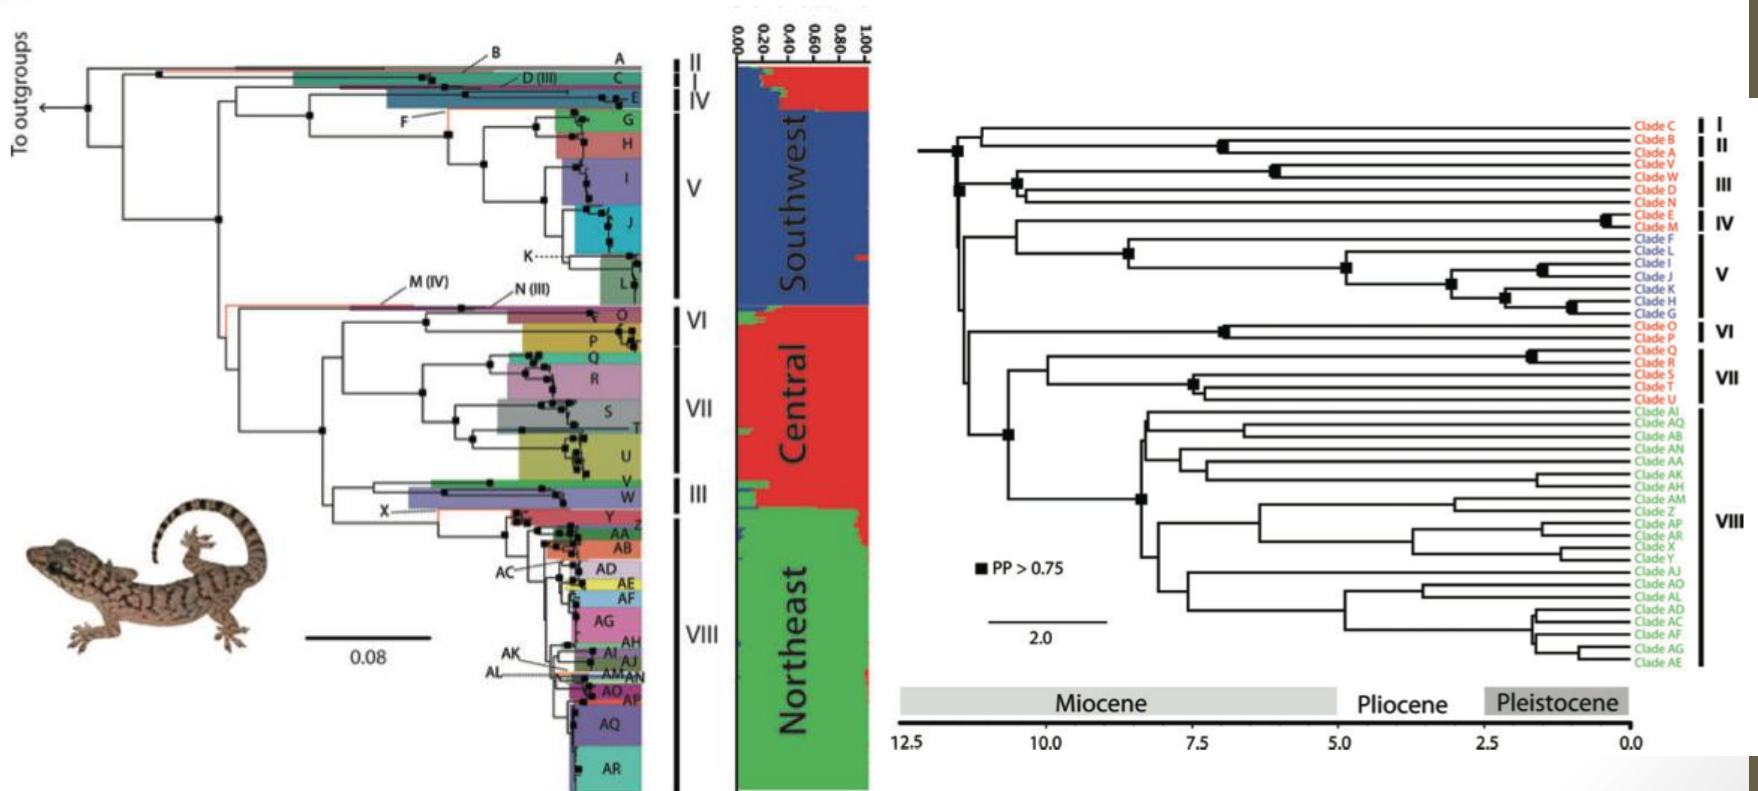 To outgroups
B
A
C
D (III)
E
F
G
H
I
J
K
L
M (IV)
N (III)
O
P
Q
R
S
T
U
V
W
X
Y
Z
AA
AB
AC
AD
AE
AF
AG
AH
AI
AJ
AK
AL
AM
AN
AO
AP
AQ
AR
0.08
II
I
IV
V
VI
VII
III
VIII
0.00
0.20
0.40
0.60
0.80
1.00
Southwest
Central
Northeast
Clade C
Clade B
Clade A
Clade V
Clade W
Clade D
Clade N
Clade E
Clade M
Clade F
Clade L
Clade I
Clade J
Clade K
Clade H
Clade G
Clade O
Clade P
Clade Q
Clade R
Clade S
Clade T
Clade U
Clade AI
Clade AQ
Clade AB
Clade AN
Clade AA
Clade AK
Clade AH
Clade AM
Clade Z
Clade AP
Clade AR
Clade X
Clade Y
Clade AJ
Clade AO
Clade AL
Clade AD
Clade AC
Clade AF
Clade AG
Clade AE
I
II
III
IV
V
VI
VII
VIII
PP > 0.75
2.0
Miocene Pliocene Pleistocene
12.5 10.0 7.5 5.0 2.5 0.0